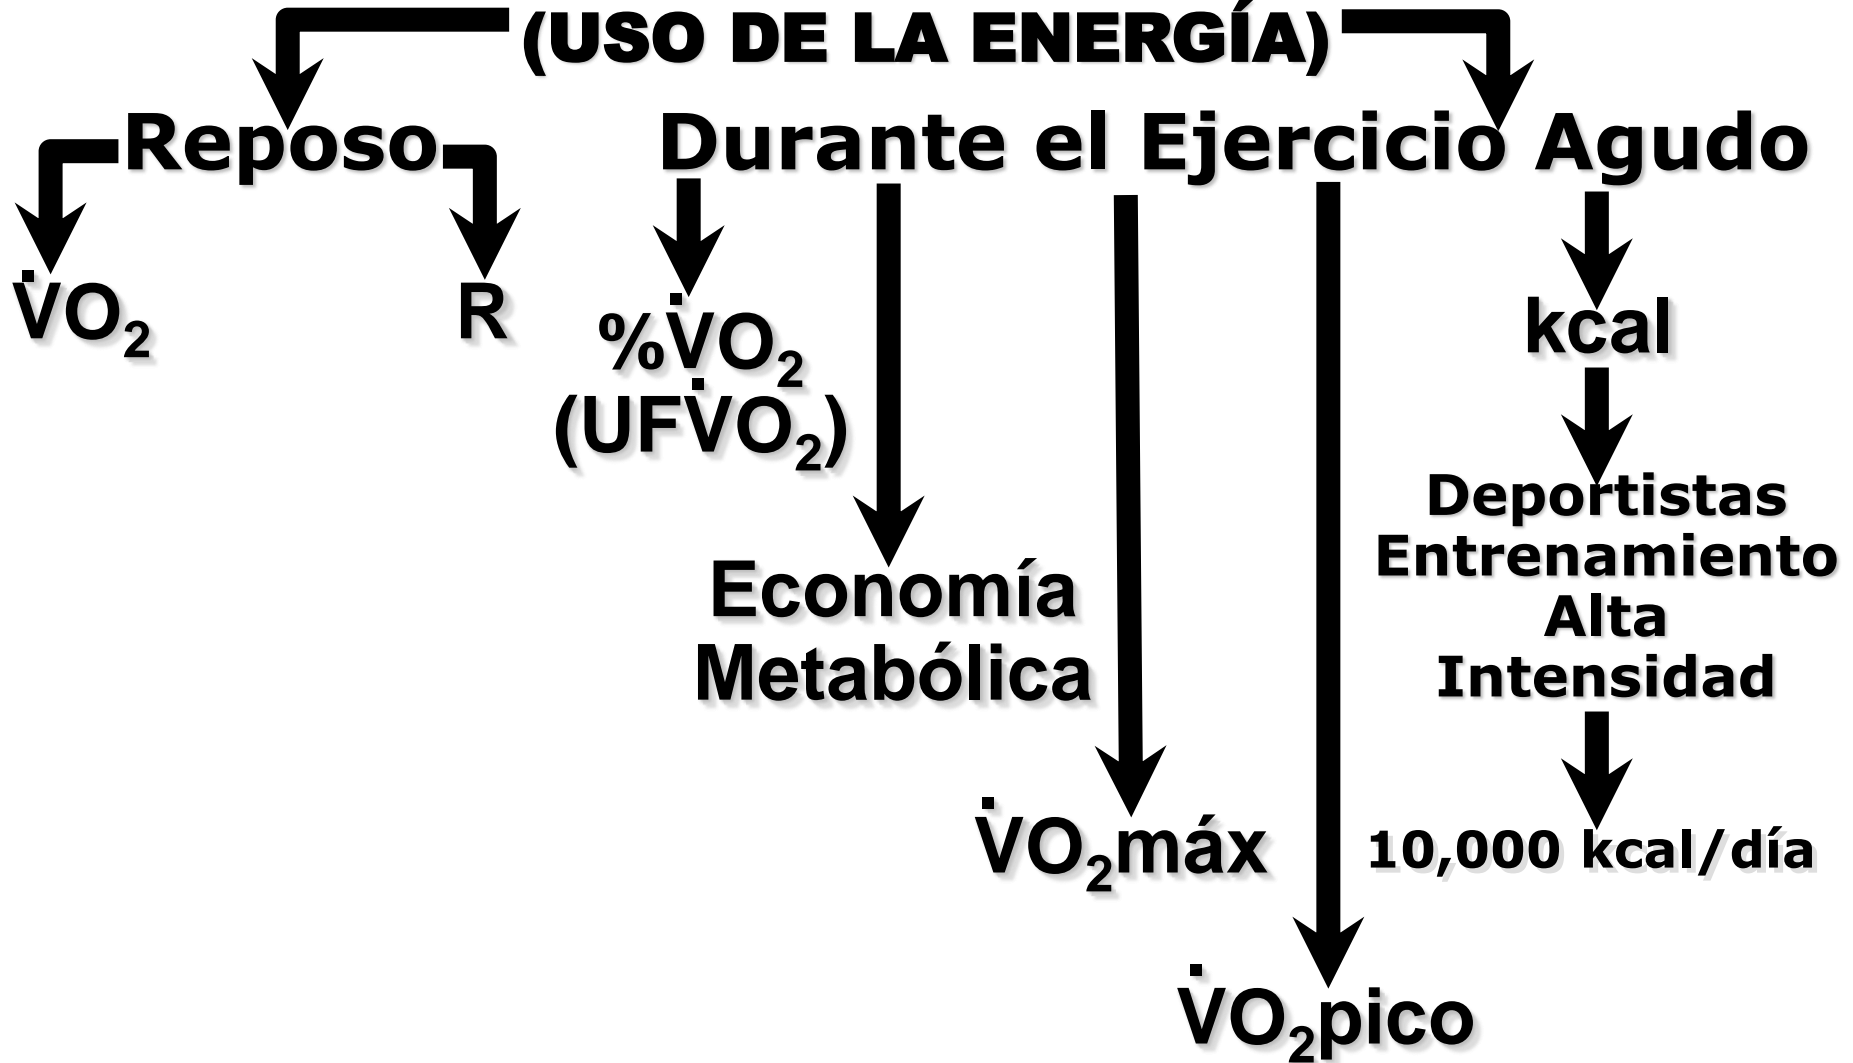 (USO DE LA ENERGÍA)
Reposo
Durante el Ejercicio Agudo
V̇O₂
R
%V̇O₂
(UFV̇O₂)
Economía
Metabólica
V̇O₂máx
V̇O₂pico
kcal
Deportistas
Entrenamiento
Alta
Intensidad
10,000 kcal/día